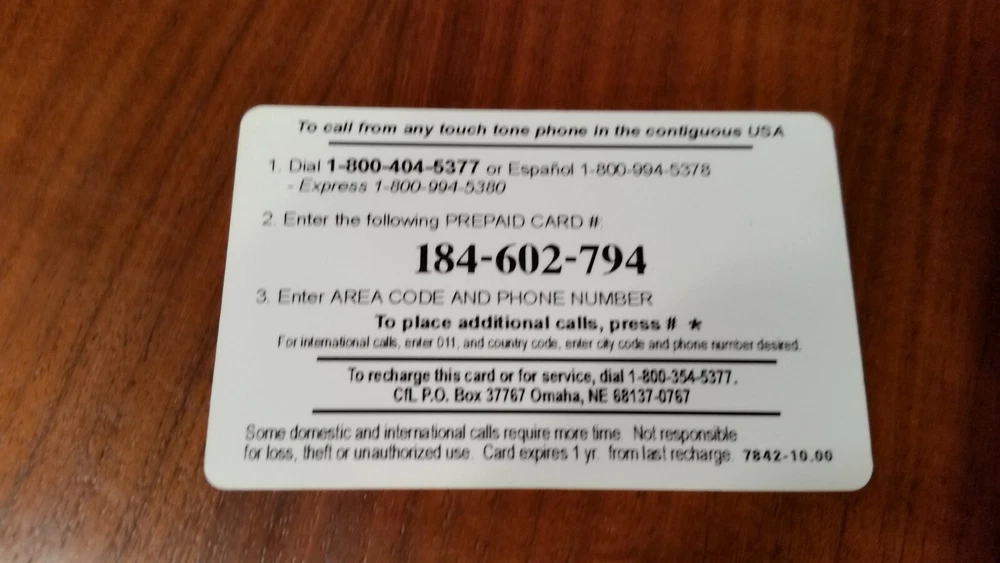 To call from any touch tone phone in the contiguous USA
1. Dial 1-800-404-5377 or Español 1-800-994-5378
- Express 1-800-994-5380
2. Enter the following PREPAID CARD #:
184-602-794
3. Enter AREA CODE AND PHONE NUMBER
To place additional calls, press # *
For international calls, enter 011, and country code, enter city code and phone number desired.
To recharge this card or for service, dial 1-800-354-5377.
CfL P.O. Box 37767 Omaha, NE 68137-0767
Some domestic and international calls require more time. Not responsible
for loss, theft or unauthorized use. Card expires 1 yr. from last recharge. 7842-10.00